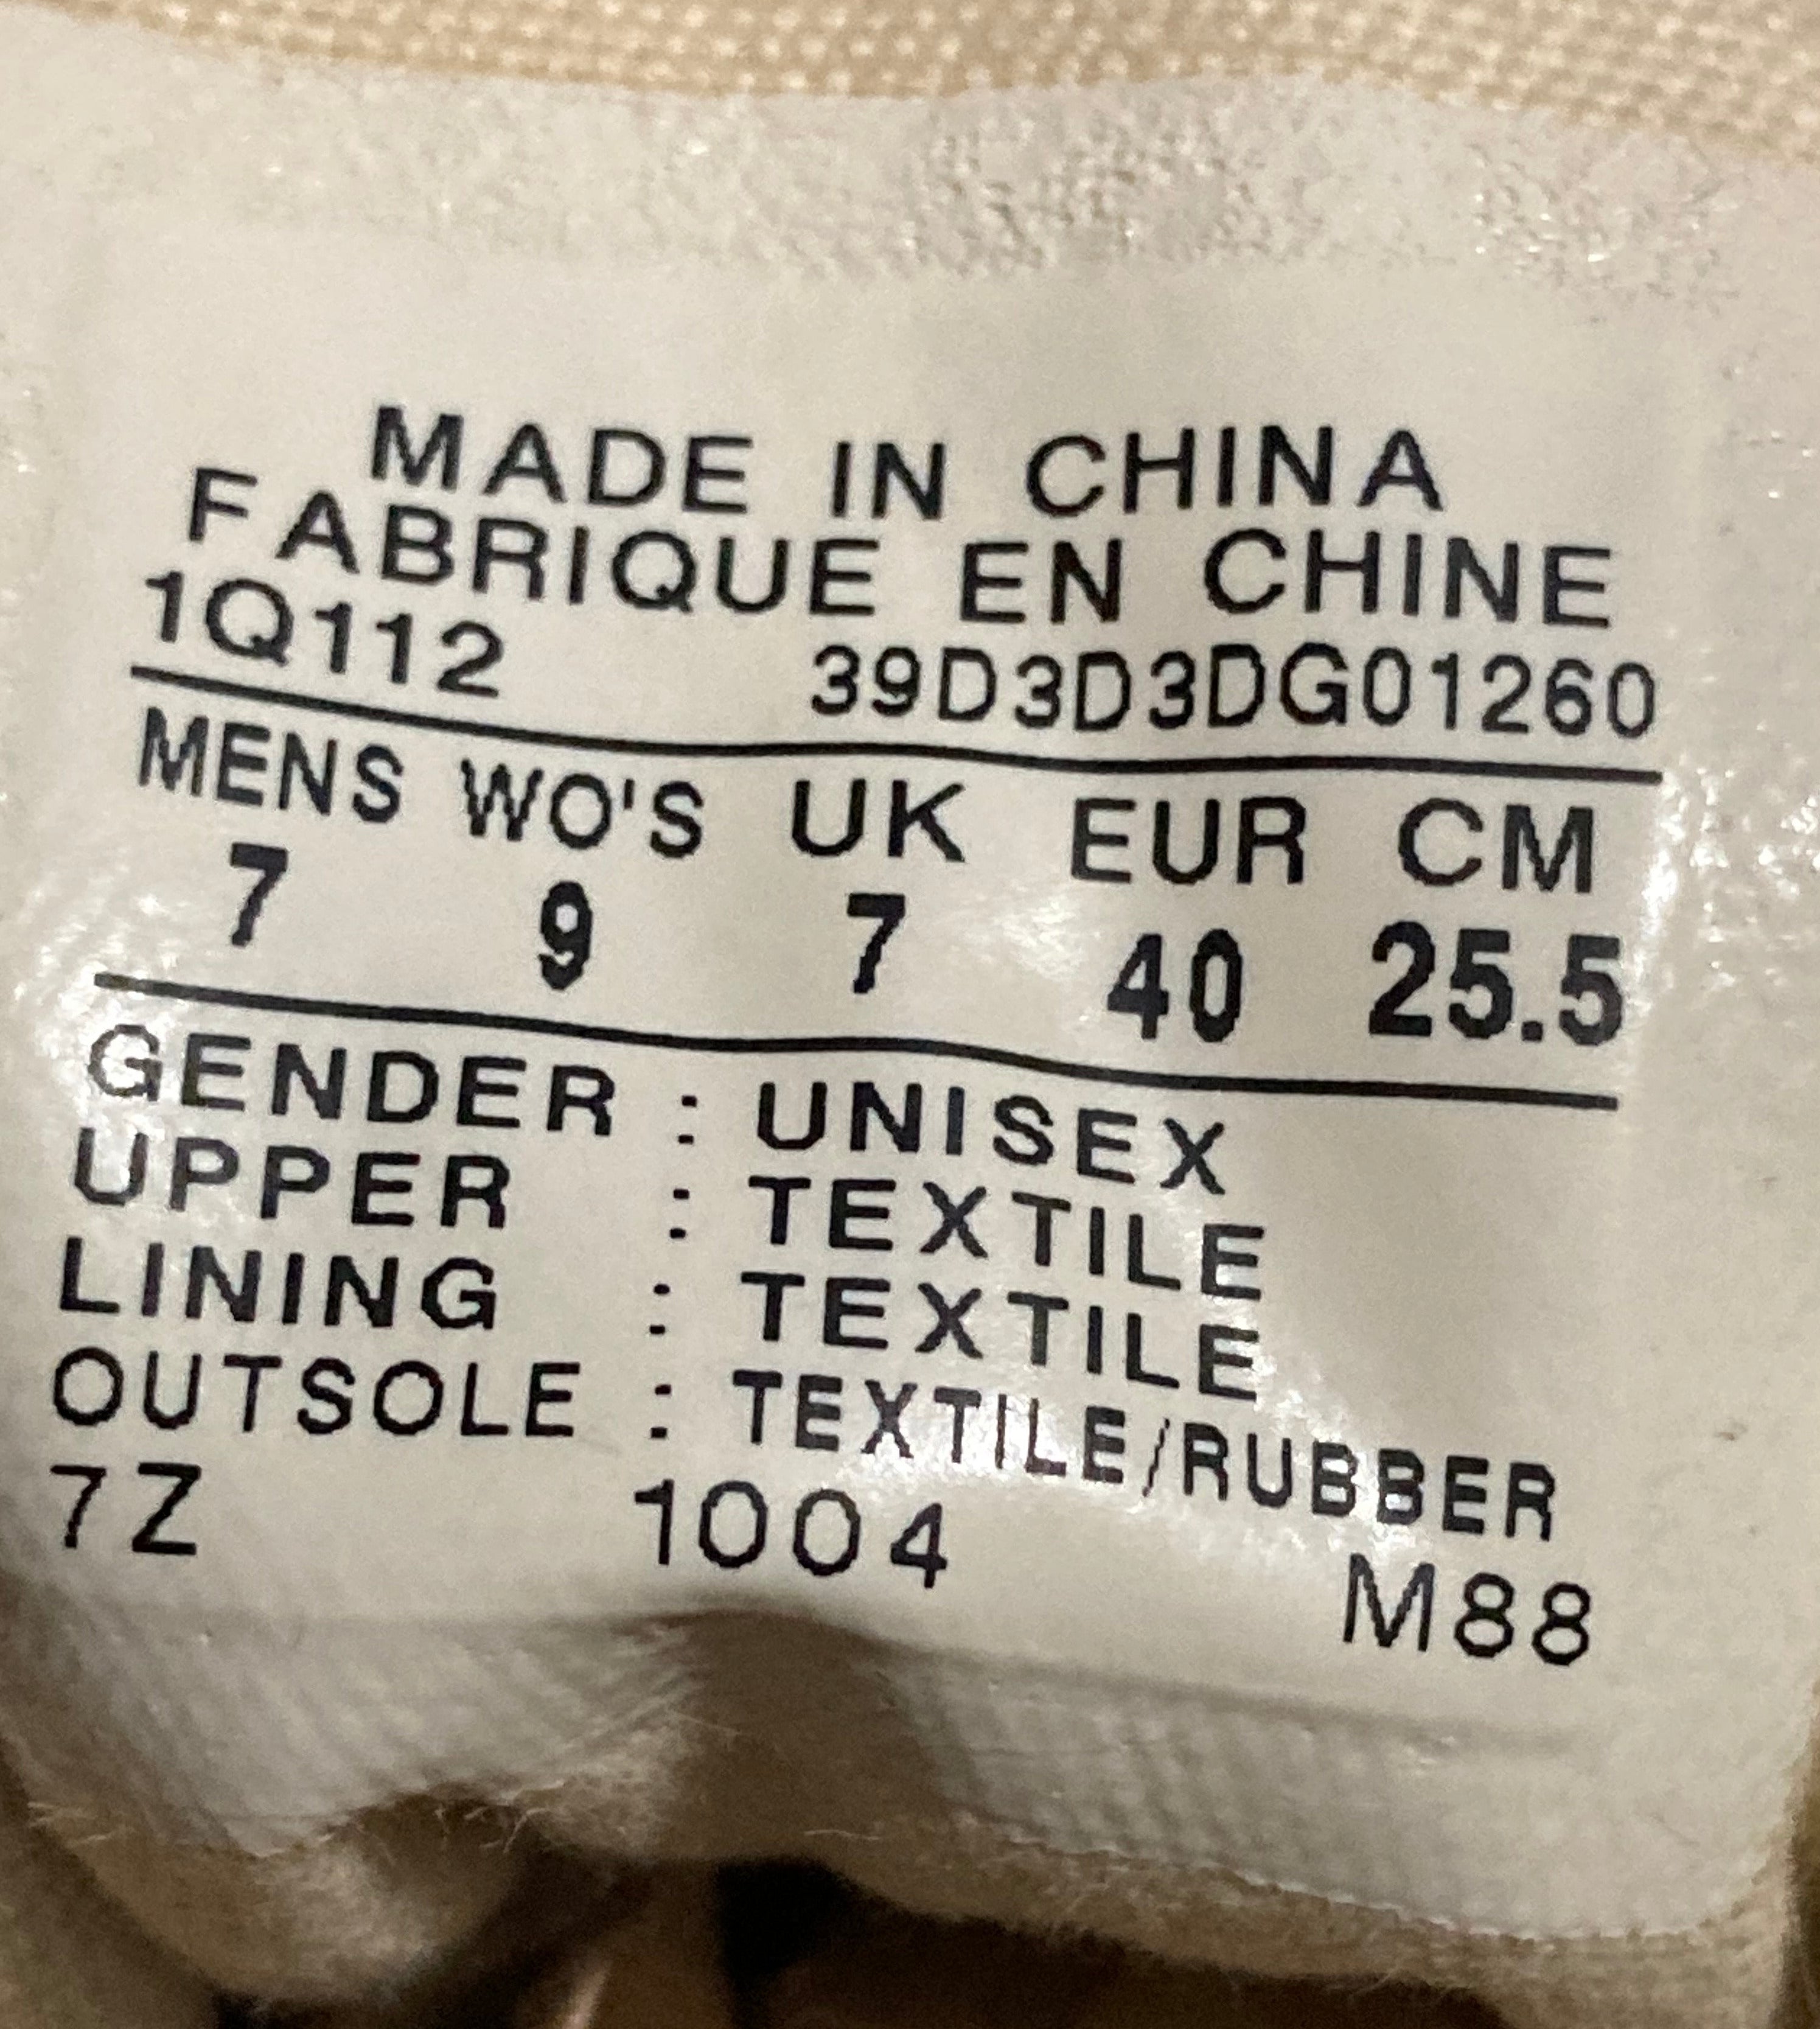 MADE IN CHINA
FABRIQUE EN CHINE
1Q112 39D3D3DG01260
MENS WO'S UK EUR CM
7 9 7 40 25.5
GENDER : UNISEX
UPPER : TEXTILE
LINING : TEXTILE
OUTSOLE : TEXTILE/RUBBER
7Z 1004 M88